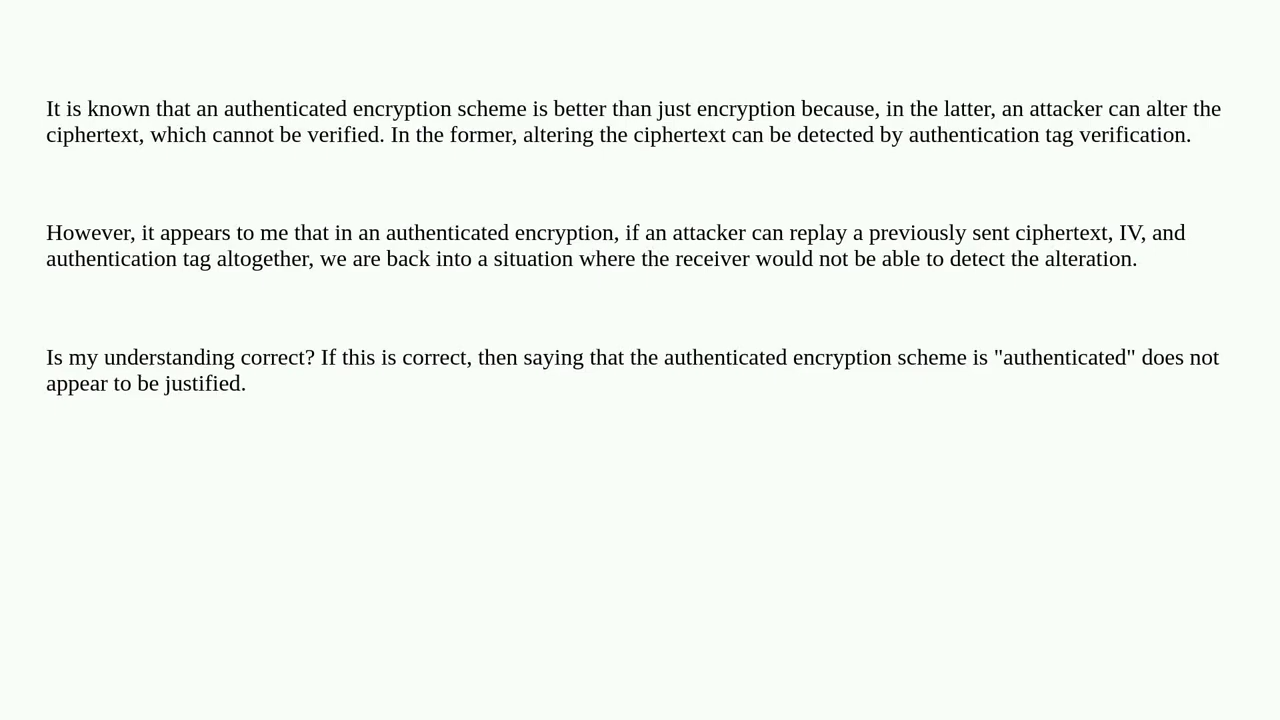 It is known that an authenticated encryption scheme is better than just encryption because, in the latter, an attacker can alter the
ciphertext, which cannot be verified. In the former, altering the ciphertext can be detected by authentication tag verification.
However, it appears to me that in an authenticated encryption, if an attacker can replay a previously sent ciphertext, IV, and
authentication tag altogether, we are back into a situation where the receiver would not be able to detect the alteration.
Is my understanding correct? If this is correct, then saying that the authenticated encryption scheme is "authenticated" does not
appear to be justified.